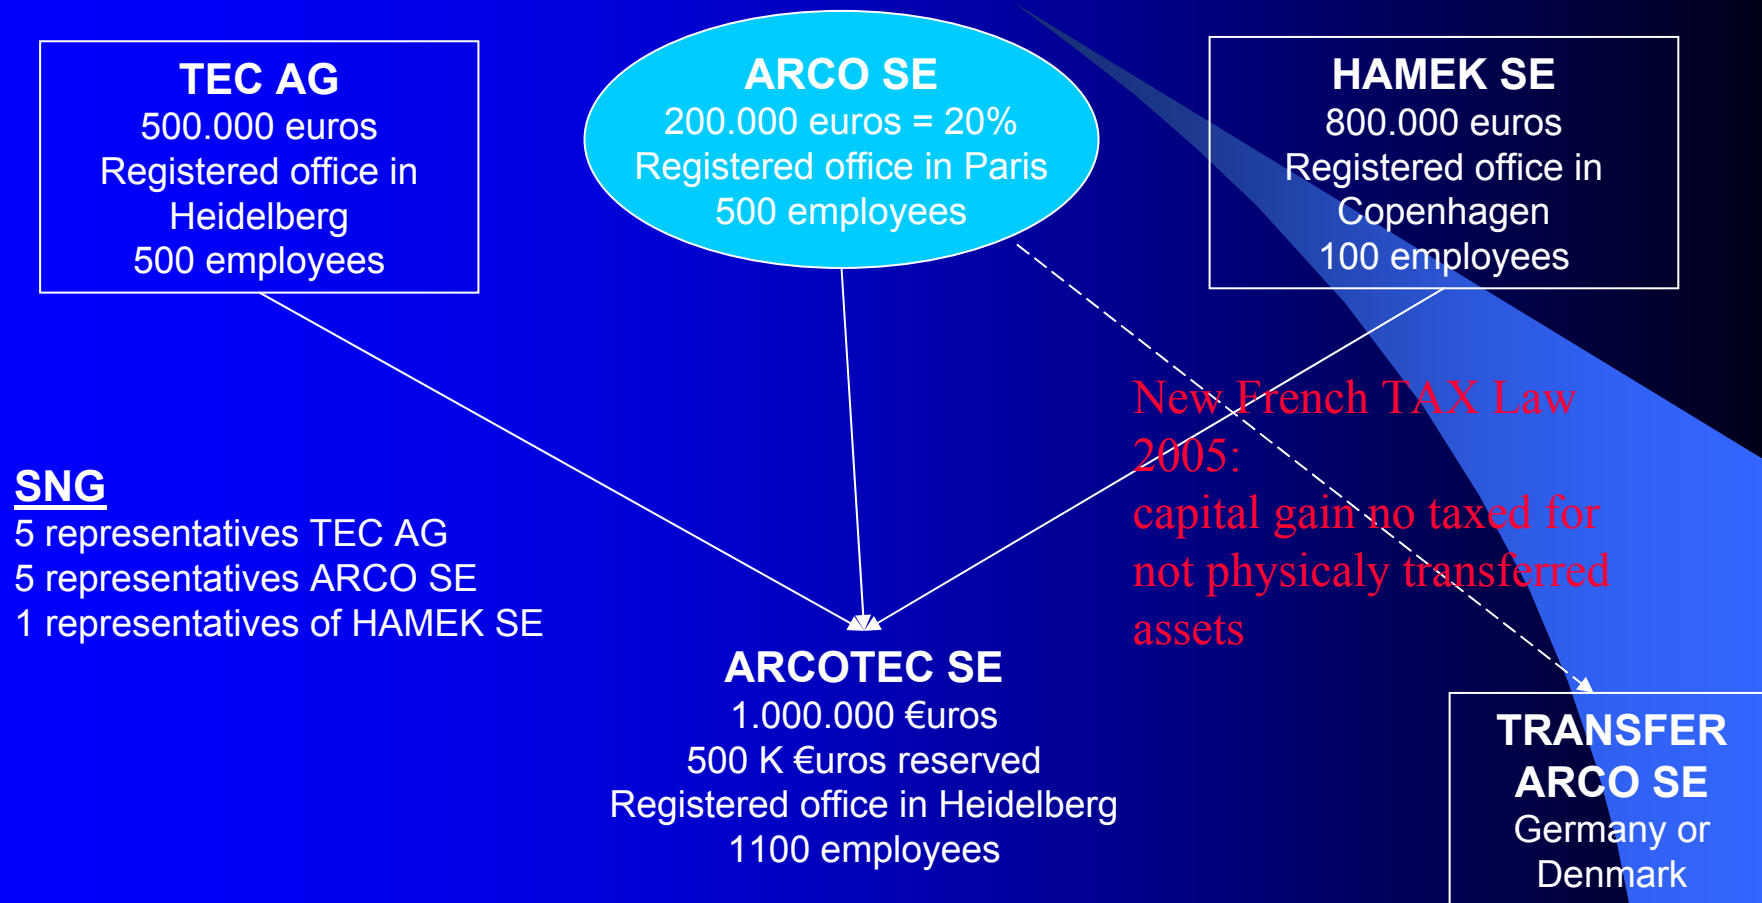 TEC AG
500.000 euros
Registered office in
Heidelberg
500 employees
ARCO SE
200.000 euros = 20%
Registered office in Paris
500 employees
HAMEK SE
800.000 euros
Registered office in
Copenhagen
100 employees
New French TAX Law
2005:
capital gain no taxed for
not physicaly transferred
assets
SNG
5 representatives TEC AG
5 representatives ARCO SE
1 representatives of HAMEK SE
ARCOTEC SE
1.000.000 €uros
500 K €uros reserved
Registered office in Heidelberg
1100 employees
TRANSFER
ARCO SE
Germany or
Denmark